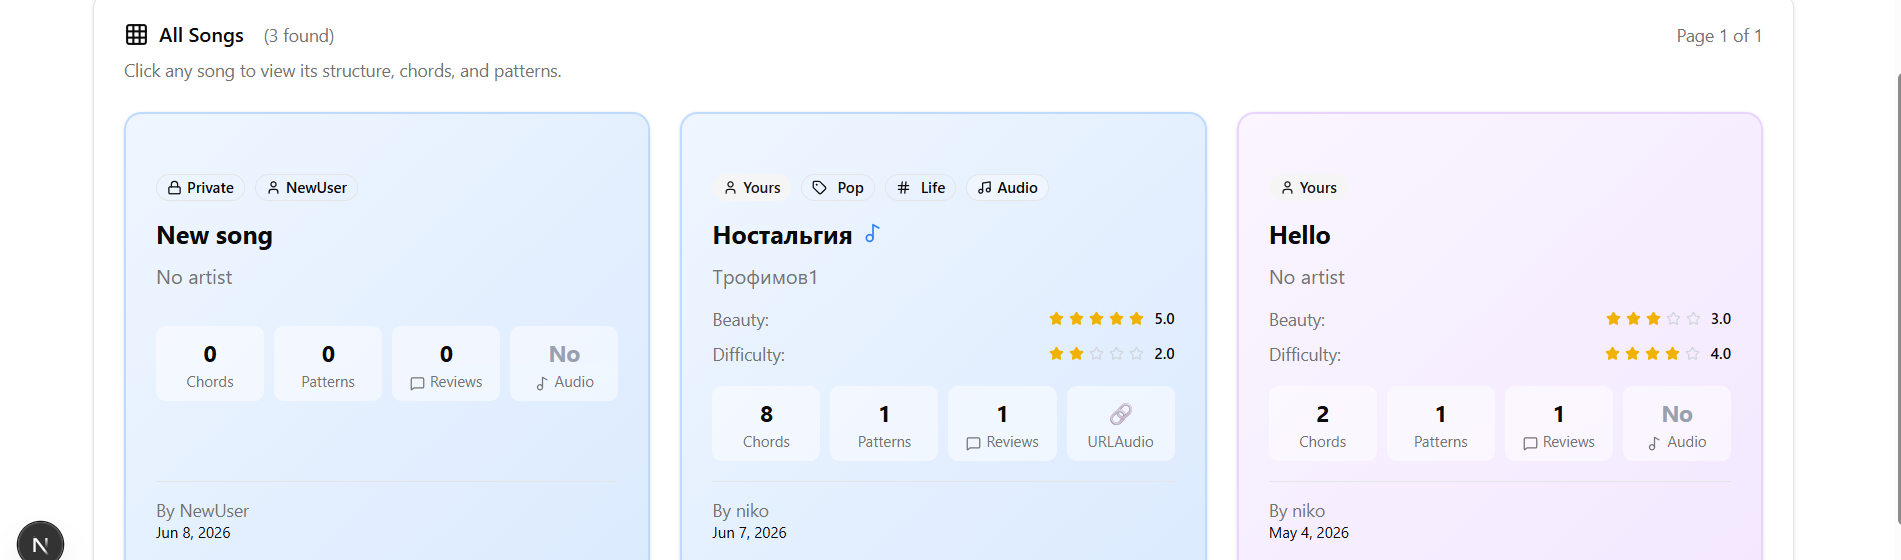 All Songs (3 found)
Page 1 of 1
Click any song to view its structure, chords, and patterns.
Private NewUser
New song
No artist
0 0 0 No
Chords Patterns Reviews Audio
By NewUser
Jun 8, 2026
Yours Pop Life Audio
Ностальгия
Трофимов1
Beauty: 5.0
Difficulty: 2.0
8 1 1
Chords Patterns Reviews URLAudio
By niko
Jun 7, 2026
Yours
Hello
No artist
Beauty: 3.0
Difficulty: 4.0
2 1 1 No
Chords Patterns Reviews Audio
By niko
May 4, 2026
N